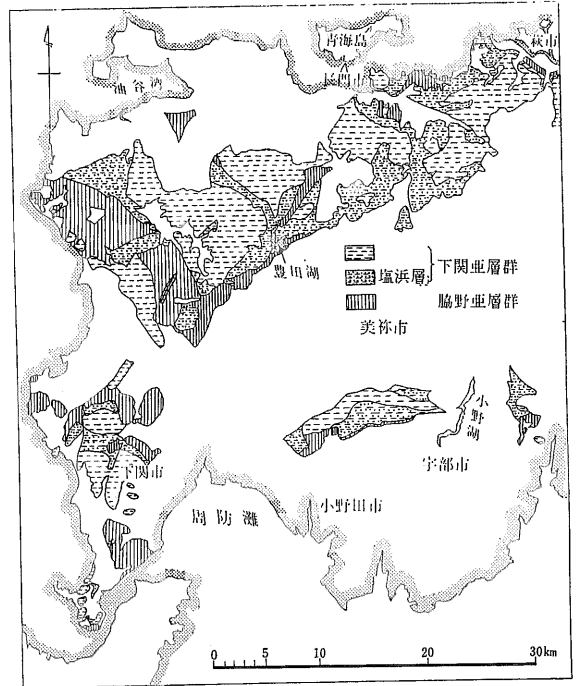 青海島
萩市
長門市
油谷湾
豊田湖
下関亜層群
塩浜層
脇野亜層群
美祢市
小野湖
下関市
宇部市
周防灘
小野田市
0 5 10 20 30km